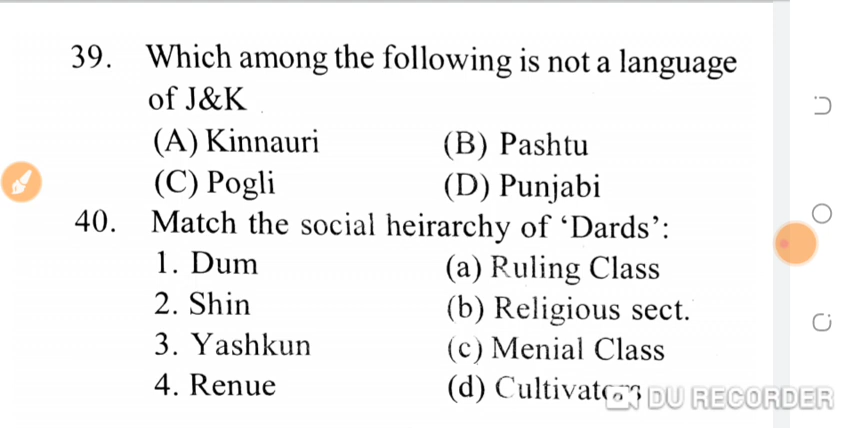 39. Which among the following is not a language
of J&K
(A) Kinnauri (B) Pashtu
(C) Pogli (D) Punjabi
40. Match the social heirarchy of ‘Dards’:
1. Dum (a) Ruling Class
2. Shin (b) Religious sect.
3. Yashkun (c) Menial Class
4. Renue (d) Cultivators
DU RECORDER